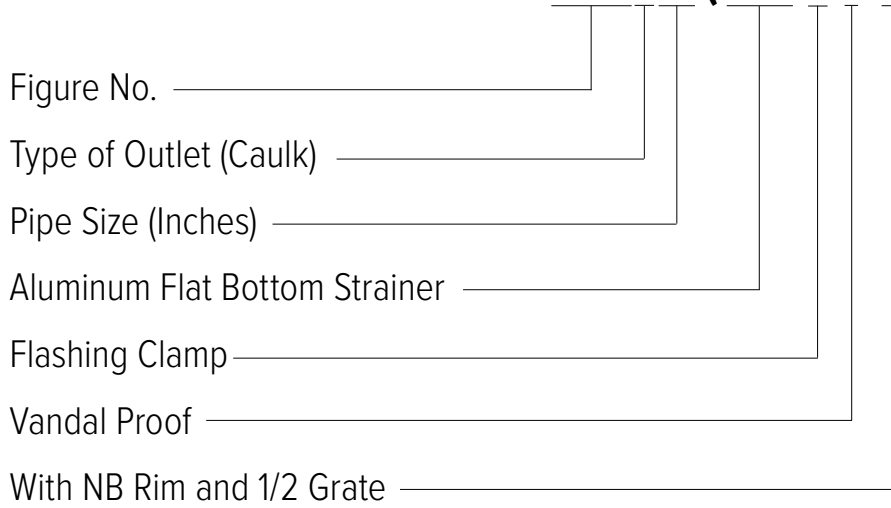 Figure No.
Type of Outlet (Caulk)
Pipe Size (Inches)
Aluminum Flat Bottom Strainer
Flashing Clamp
Vandal Proof
With NB Rim and 1/2 Grate